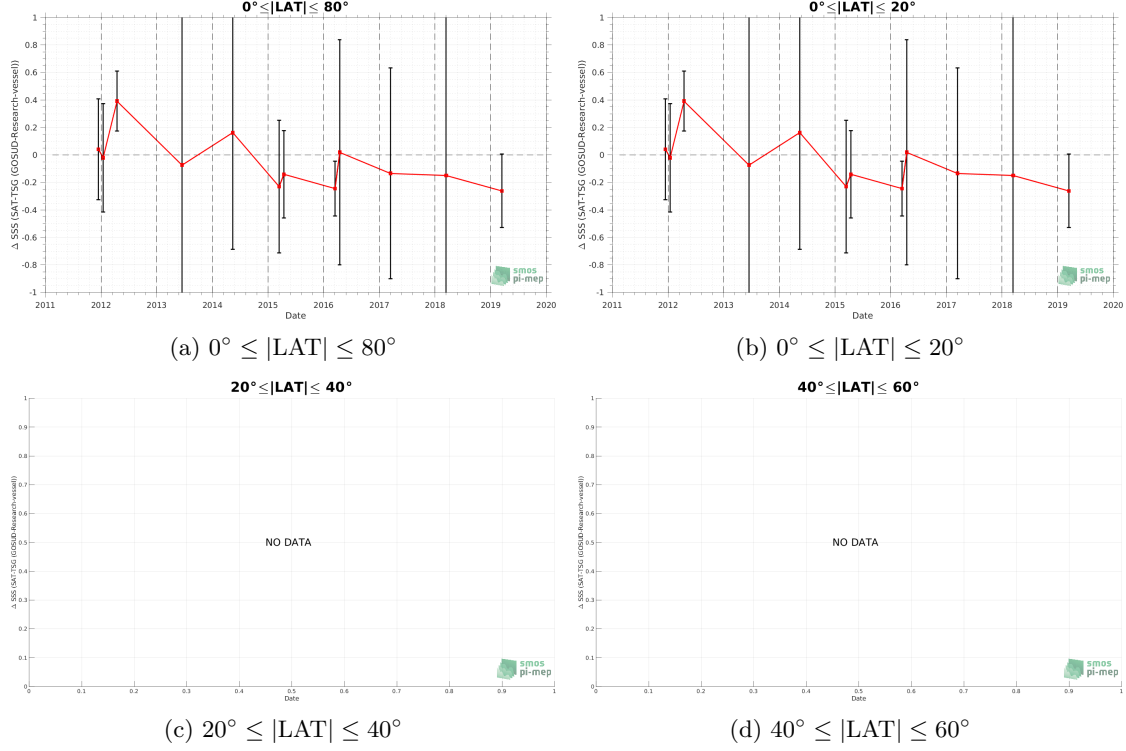 0°≤|LAT|≤ 80°
Δ SSS (SAT-TSG (GOSUD-Research-vessel))
1
0.8
0.6
0.4
0.2
0
-0.2
-0.4
-0.6
-0.8
-1
2011 2012 2013 2014 2015 2016 2017 2018 2019 2020
Date
smos
pi-mep
(a) 0° ≤ |LAT| ≤ 80°
0°≤|LAT|≤ 20°
Δ SSS (SAT-TSG (GOSUD-Research-vessel))
1
0.8
0.6
0.4
0.2
0
-0.2
-0.4
-0.6
-0.8
-1
2011 2012 2013 2014 2015 2016 2017 2018 2019 2020
Date
smos
pi-mep
(b) 0° ≤ |LAT| ≤ 20°
20°≤|LAT|≤ 40°
Δ SSS (SAT-TSG (GOSUD-Research-vessel))
1
0.9
0.8
0.7
0.6
0.5
0.4
0.3
0.2
0.1
0
NO DATA
0 0.1 0.2 0.3 0.4 0.5 0.6 0.7 0.8 0.9 1
Date
smos
pi-mep
(c) 20° ≤ |LAT| ≤ 40°
40°≤|LAT|≤ 60°
Δ SSS (SAT-TSG (GOSUD-Research-vessel))
1
0.9
0.8
0.7
0.6
0.5
0.4
0.3
0.2
0.1
0
NO DATA
0 0.1 0.2 0.3 0.4 0.5 0.6 0.7 0.8 0.9 1
Date
smos
pi-mep
(d) 40° ≤ |LAT| ≤ 60°